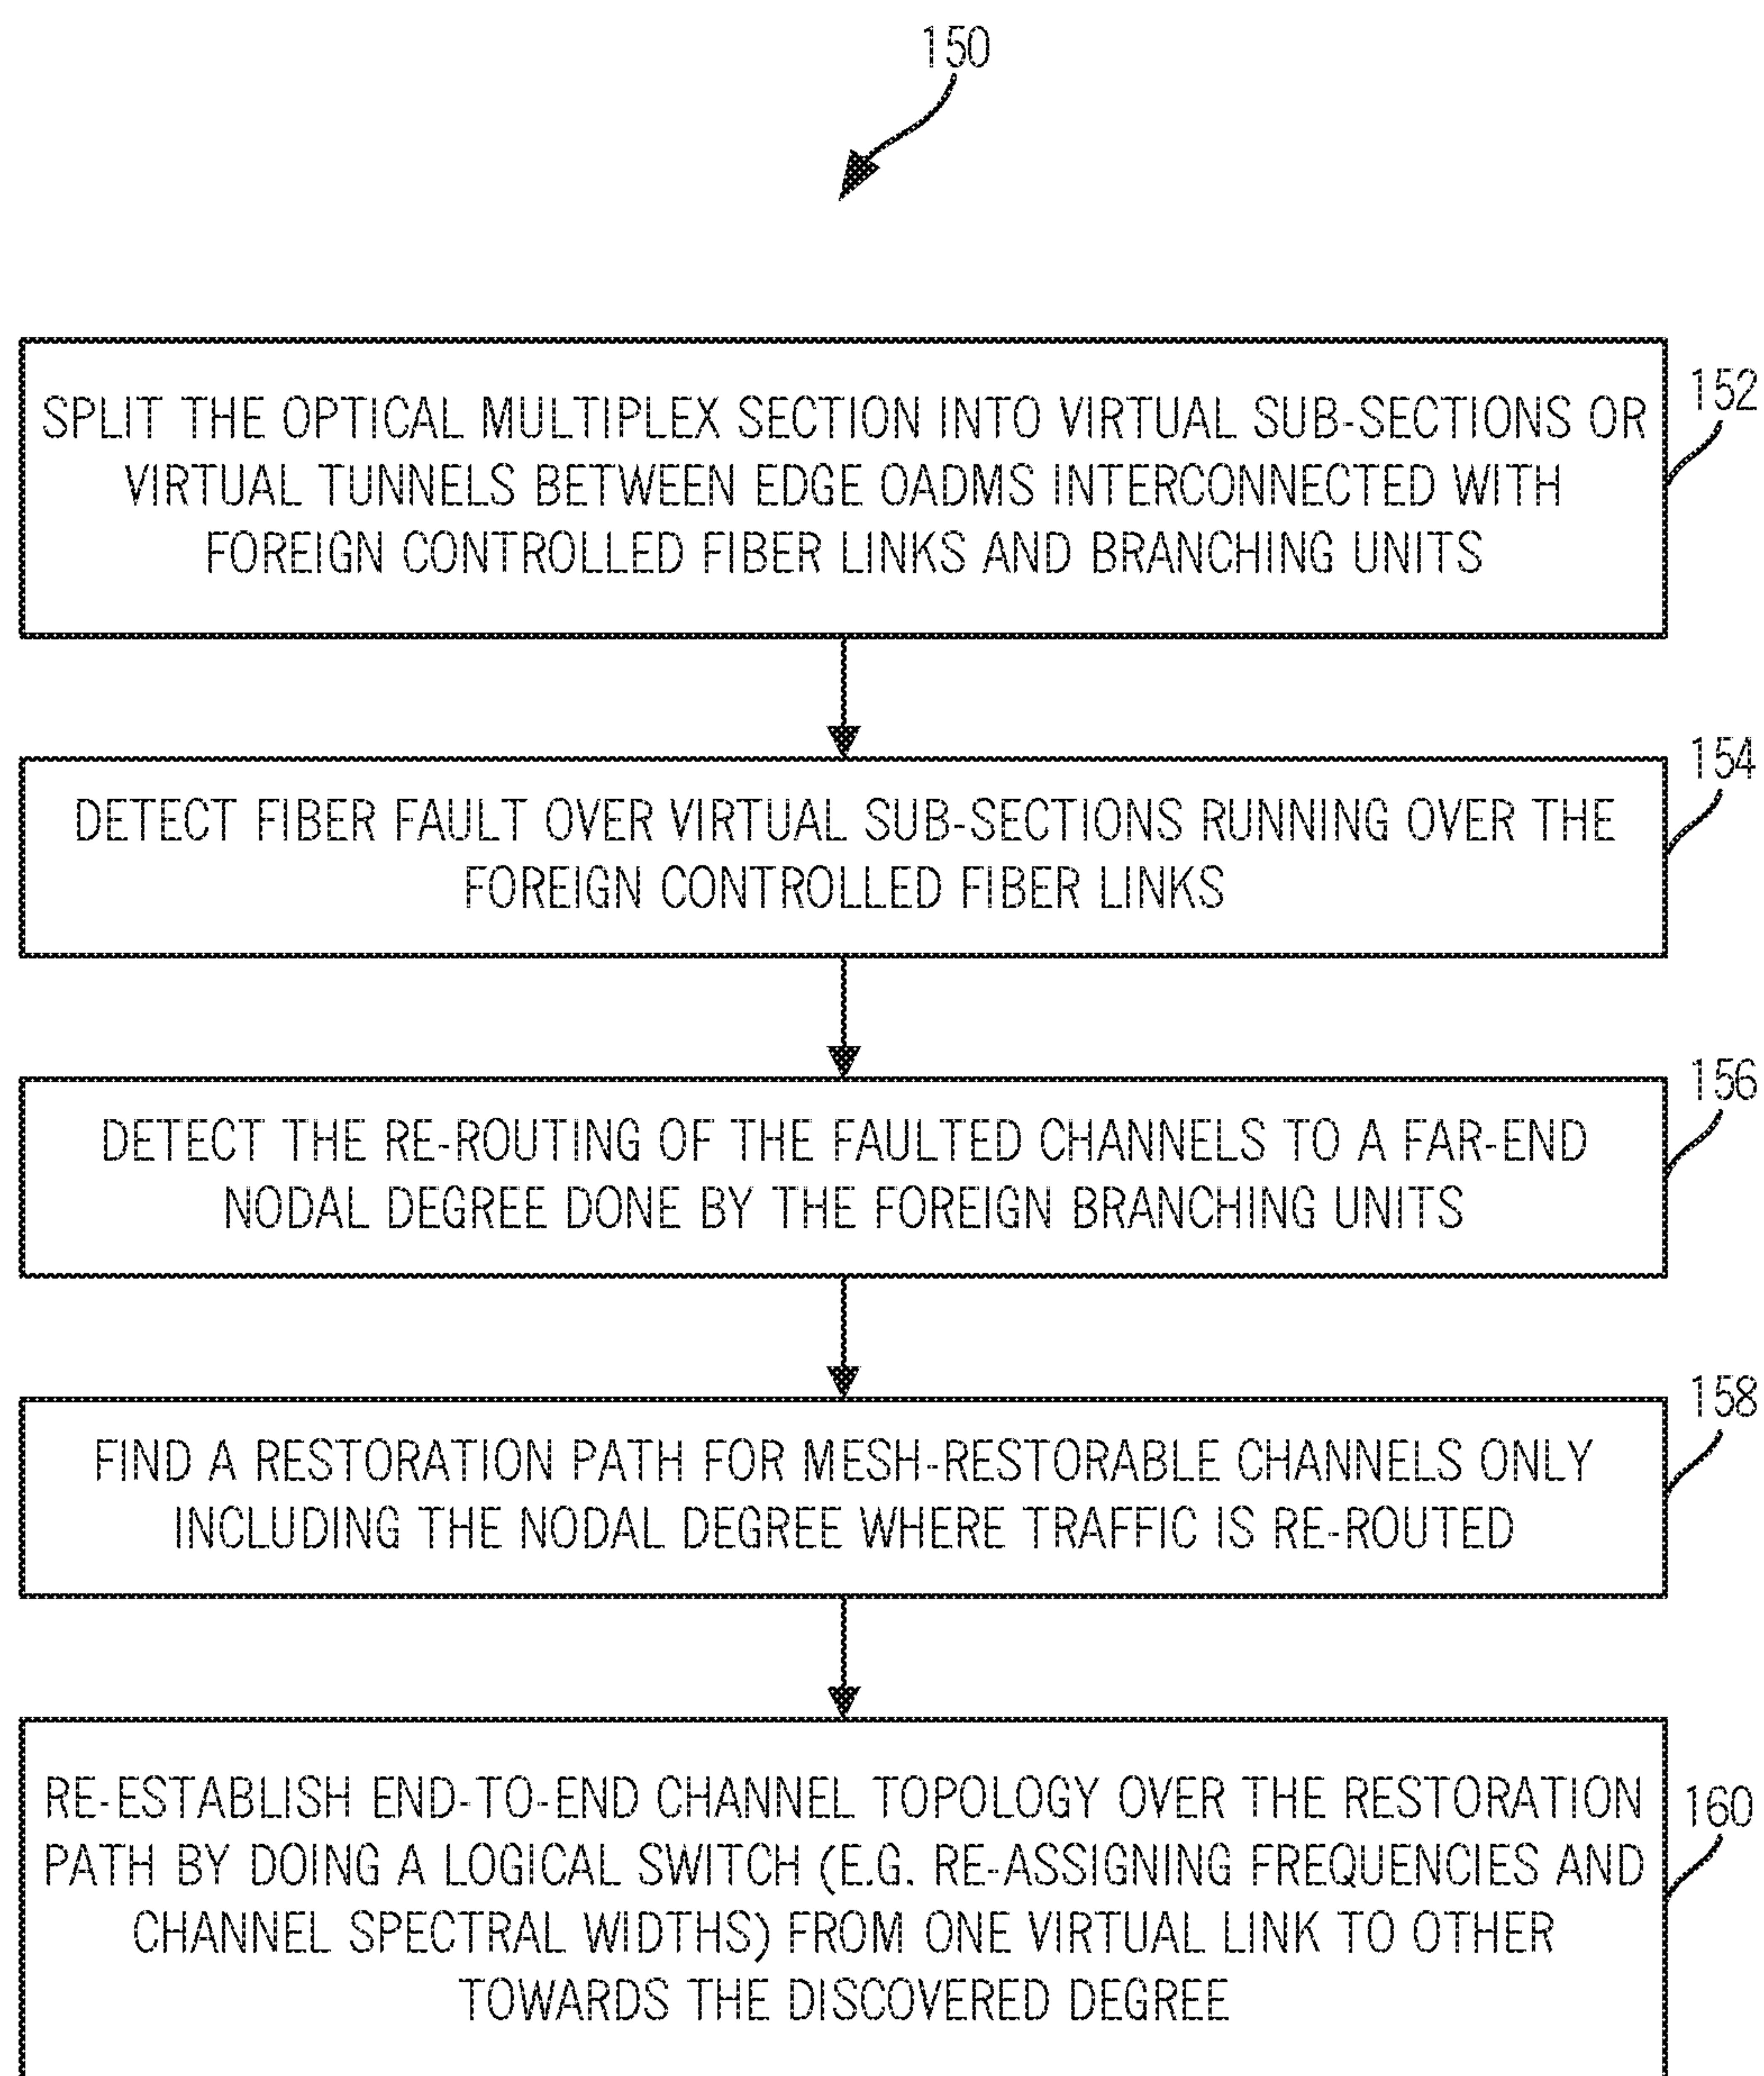 150
SPLIT THE OPTICAL MULTIPLEX SECTION INTO VIRTUAL SUB-SECTIONS OR
VIRTUAL TUNNELS BETWEEN EDGE OADMS INTERCONNECTED WITH
FOREIGN CONTROLLED FIBER LINKS AND BRANCHING UNITS
152
DETECT FIBER FAULT OVER VIRTUAL SUB-SECTIONS RUNNING OVER THE
FOREIGN CONTROLLED FIBER LINKS
154
DETECT THE RE-ROUTING OF THE FAULTED CHANNELS TO A FAR-END
NODAL DEGREE DONE BY THE FOREIGN BRANCHING UNITS
156
FIND A RESTORATION PATH FOR MESH-RESTORABLE CHANNELS ONLY
INCLUDING THE NODAL DEGREE WHERE TRAFFIC IS RE-ROUTED
158
RE-ESTABLISH END-TO-END CHANNEL TOPOLOGY OVER THE RESTORATION
PATH BY DOING A LOGICAL SWITCH (E.G. RE-ASSIGNING FREQUENCIES AND
CHANNEL SPECTRAL WIDTHS) FROM ONE VIRTUAL LINK TO OTHER
TOWARDS THE DISCOVERED DEGREE
160